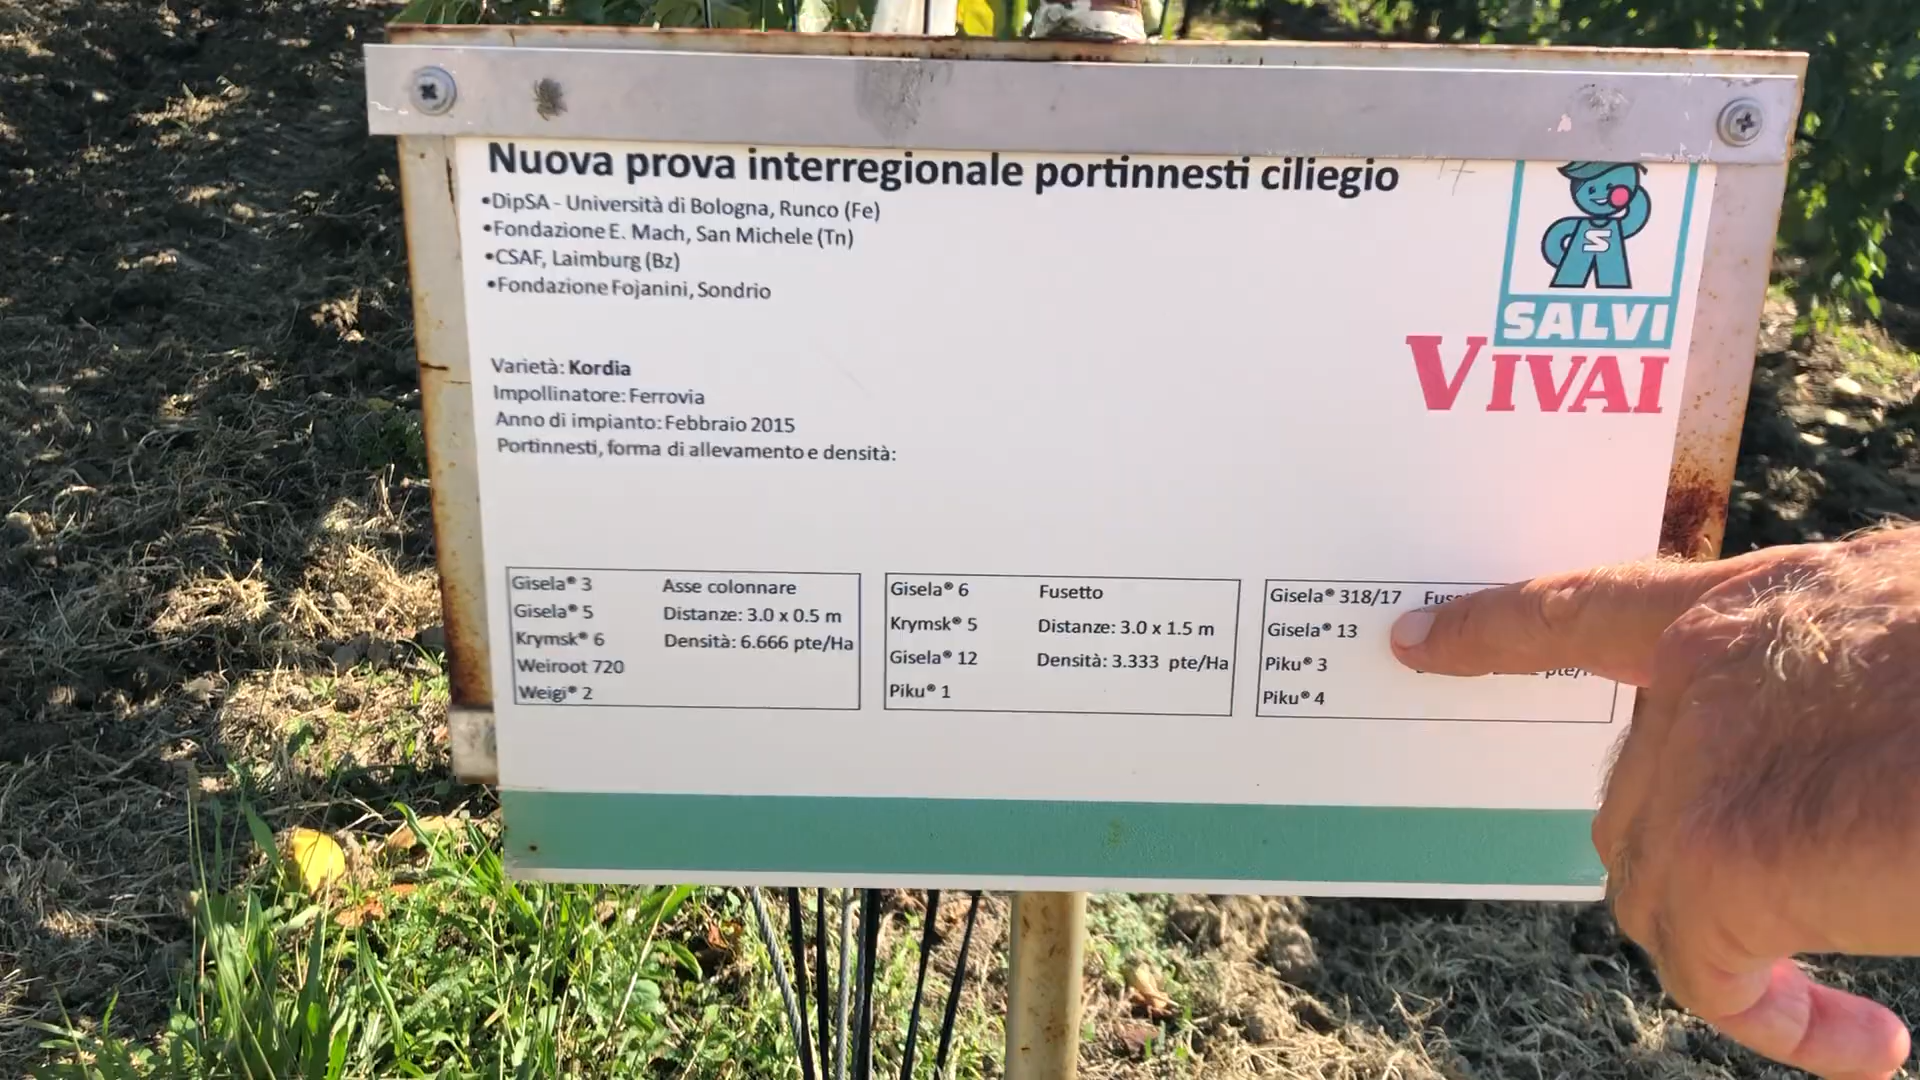 Nuova prova interregionale portinnesti ciliegio
•DipSA - Università di Bologna, Runco (Fe)
•Fondazione E. Mach, San Michele (Tn)
•CSAF, Laimburg (Bz)
•Fondazione Fojanini, Sondrio
S
SALVI
VIVAI
Varietà: Kordia
Impollinatore: Ferrovia
Anno di impianto: Febbraio 2015
Portinnesti, forma di allevamento e densità:
Gisela® 3 Asse colonnare
Gisela® 5 Distanze: 3.0 x 0.5 m
Krymsk® 6 Densità: 6.666 pte/Ha
Weiroot 720
Weigi® 2
Gisela® 6 Fusetto
Krymsk® 5 Distanze: 3.0 x 1.5 m
Gisela® 12 Densità: 3.333 pte/Ha
Piku® 1
Gisela® 318/17
Gisela® 13
Piku® 3
Piku® 4